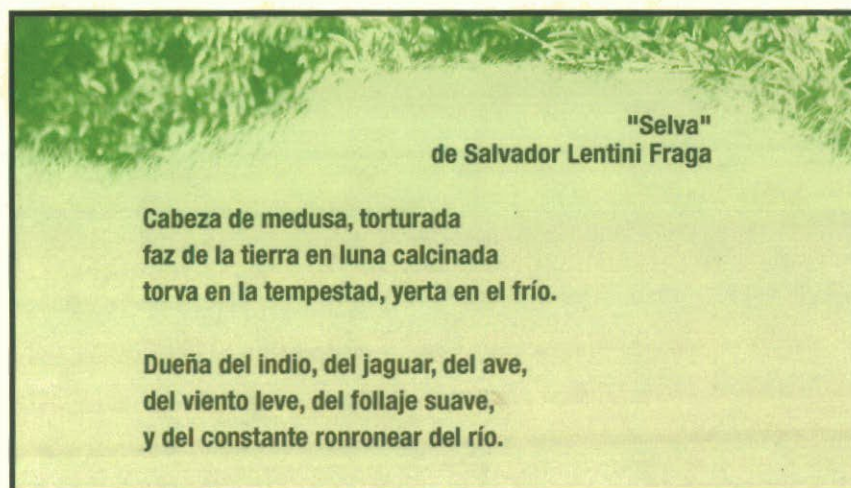 "Selva"
de Salvador Lentini Fraga
Cabeza de medusa, torturada
faz de la tierra en luna calcinada
torva en la tempestad, yerta en el frío.
Dueña del indio, del jaguar, del ave,
del viento leve, del follaje suave,
y del constante ronronear del río.